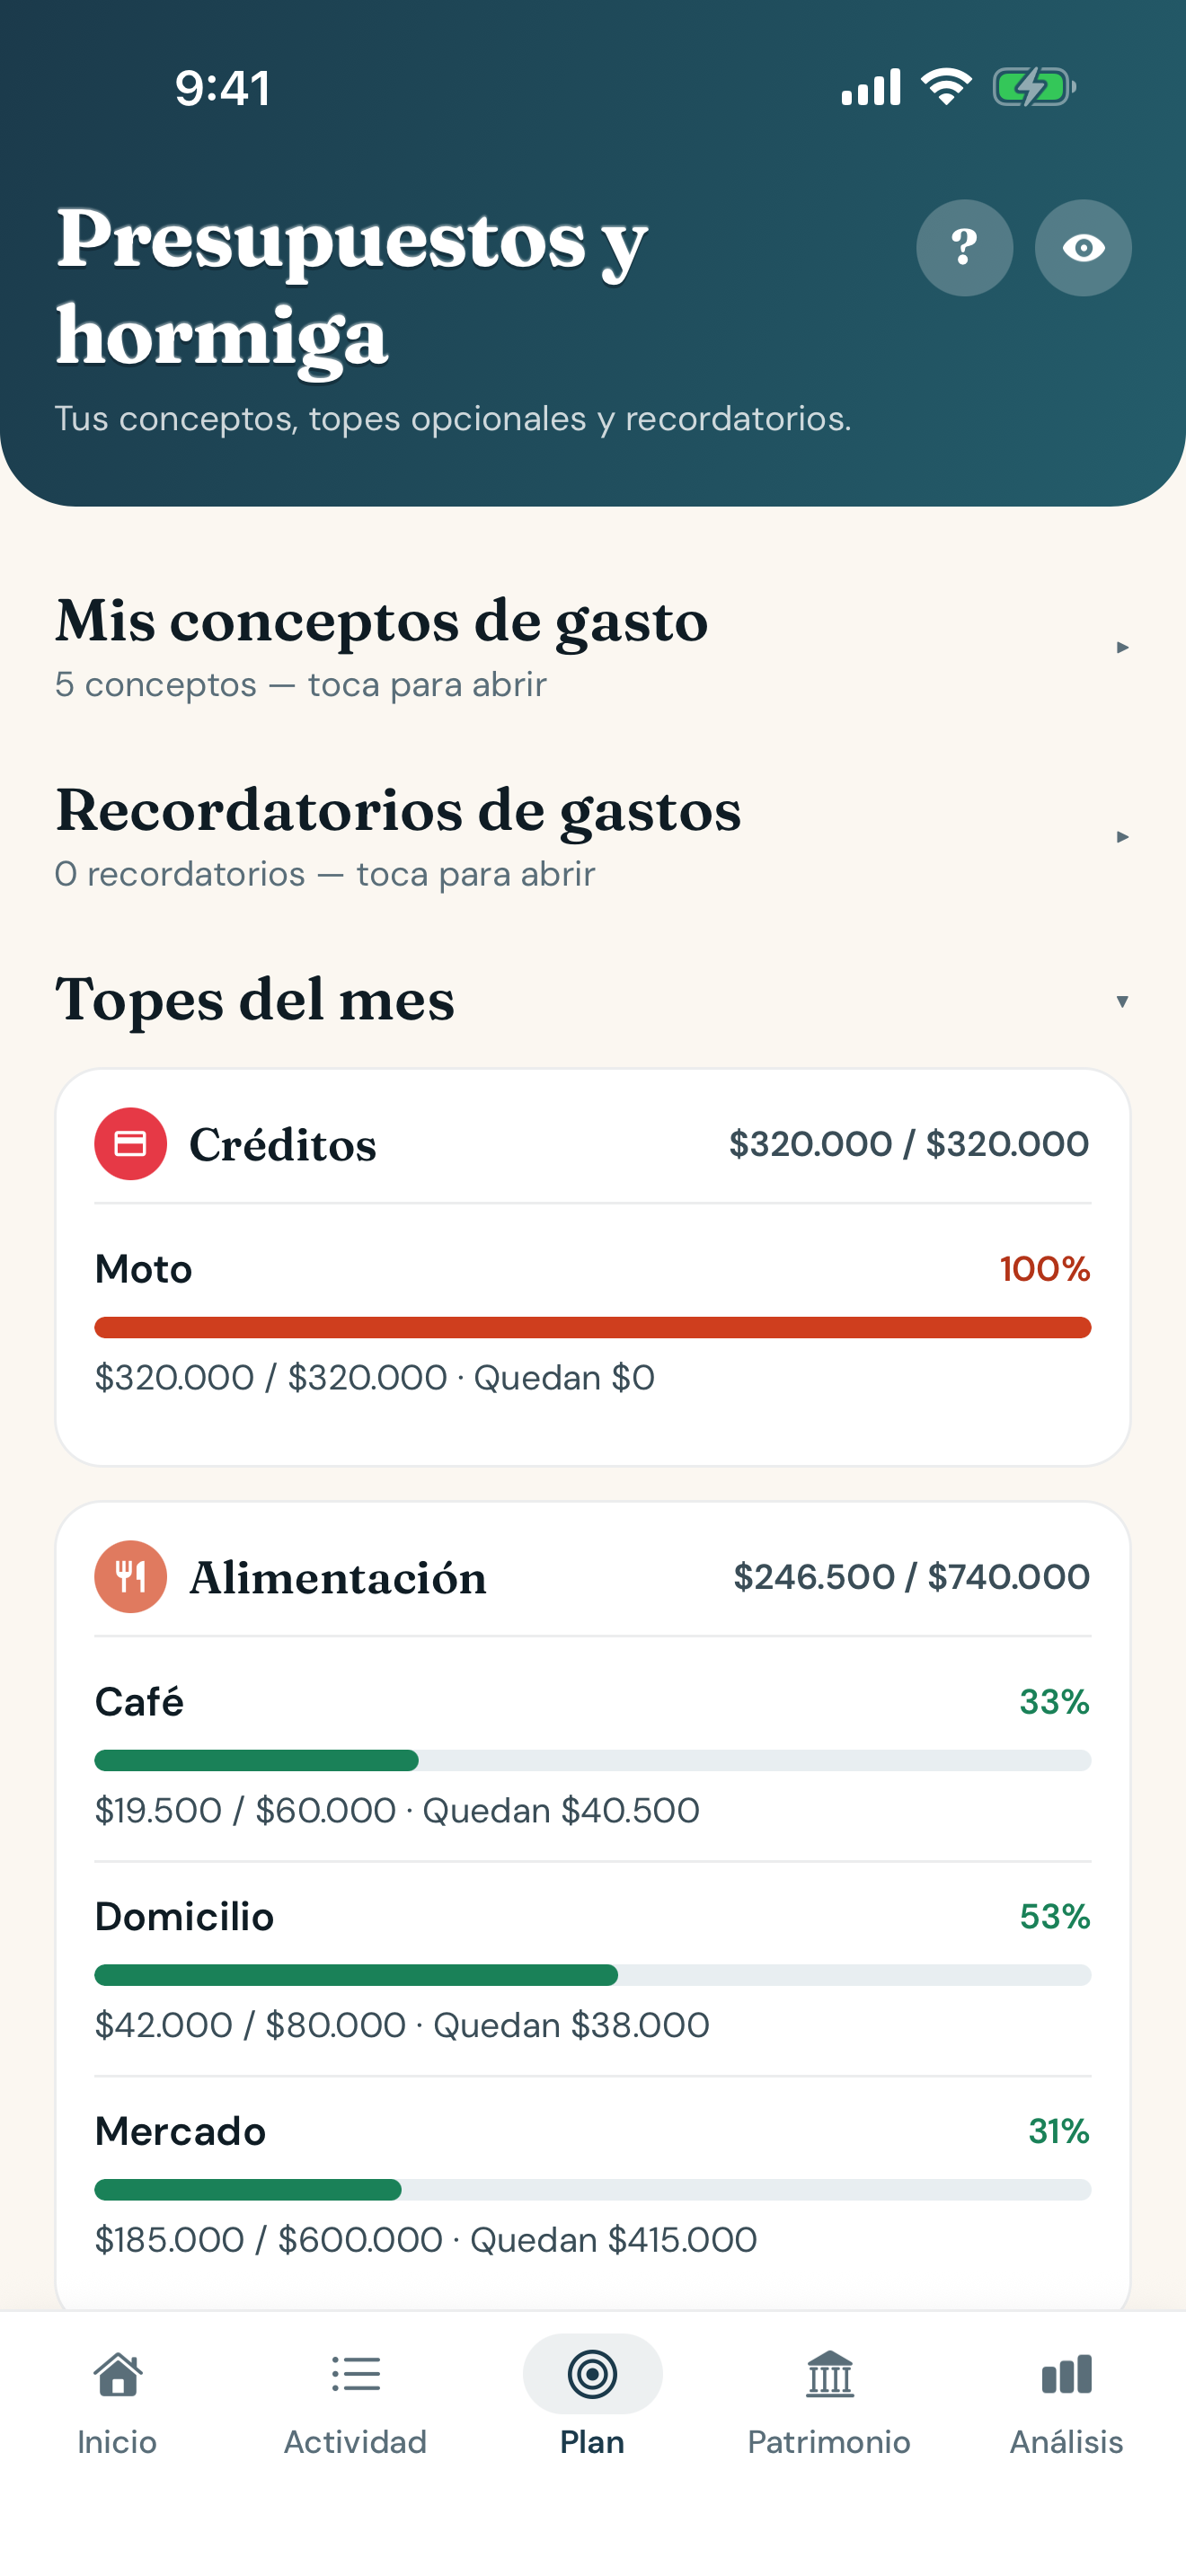 9:41
Presupuestos y
hormiga
?
Tus conceptos, topes opcionales y recordatorios.
Mis conceptos de gasto
5 conceptos — toca para abrir
Recordatorios de gastos
0 recordatorios — toca para abrir
Topes del mes
Créditos $320.000 / $320.000
Moto 100%
$320.000 / $320.000 · Quedan $0
Alimentación $246.500 / $740.000
Café 33%
$19.500 / $60.000 · Quedan $40.500
Domicilio 53%
$42.000 / $80.000 · Quedan $38.000
Mercado 31%
$185.000 / $600.000 · Quedan $415.000
Inicio Actividad Plan Patrimonio Análisis